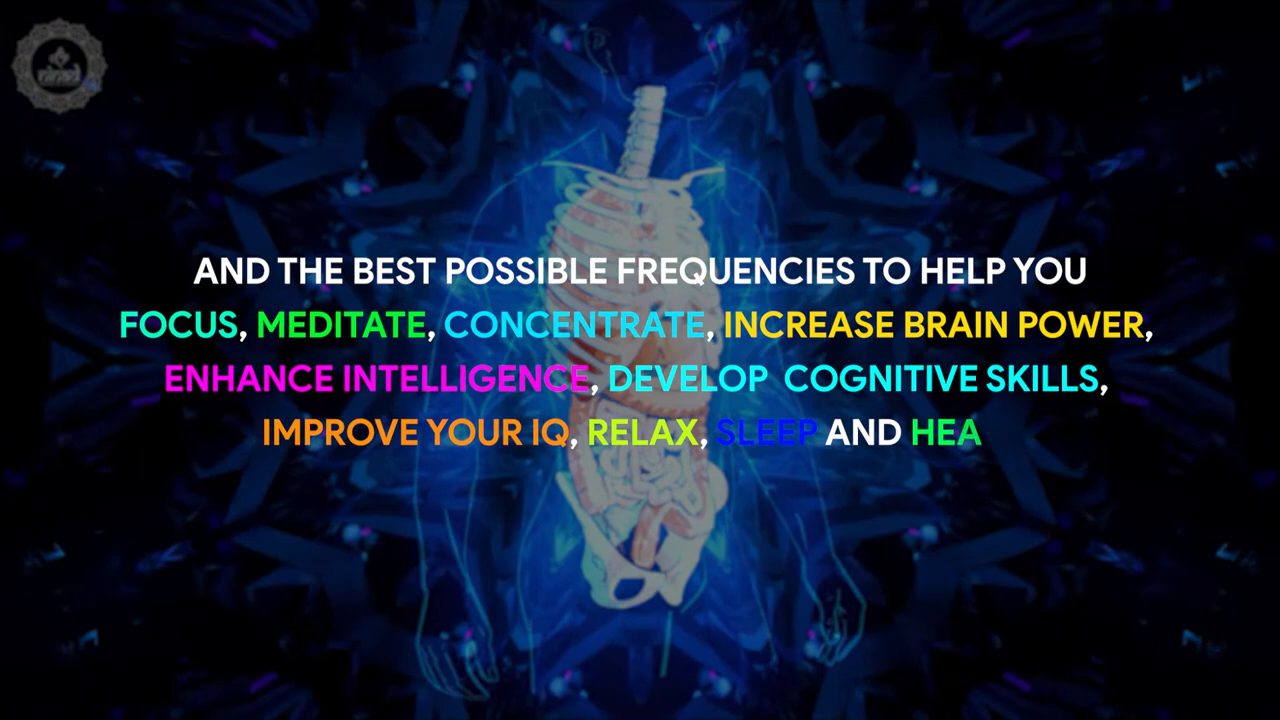 AND THE BEST POSSIBLE FREQUENCIES TO HELP YOU
FOCUS, MEDITATE, CONCENTRATE, INCREASE BRAIN POWER,
ENHANCE INTELLIGENCE, DEVELOP COGNITIVE SKILLS,
IMPROVE YOUR IQ, RELAX, SLEEP AND HEA